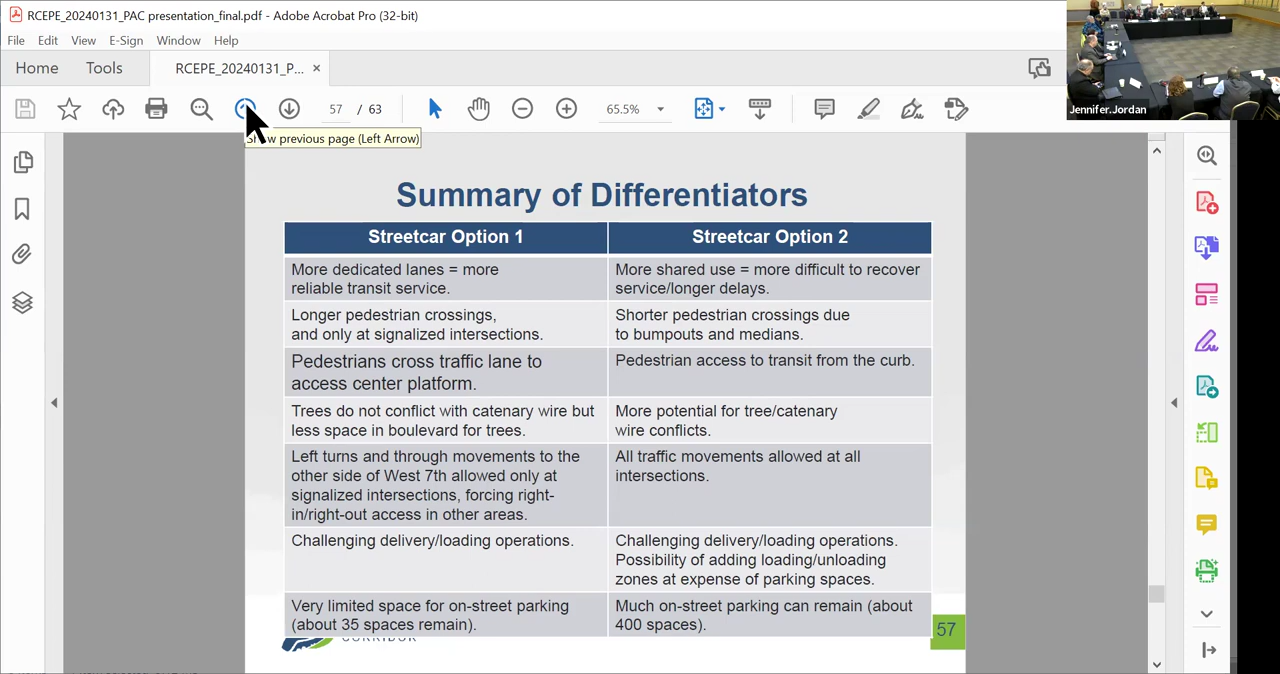 RCEPE_20240131_PAC presentation_final.pdf - Adobe Acrobat Pro (32-bit)
File Edit View E-Sign Window Help
Home Tools RCEPE_20240131_P... ×
57 / 63 65.5%
Show previous page (Left Arrow)
Jennifer.Jordan
Summary of Differentiators
Streetcar Option 1
Streetcar Option 2
More dedicated lanes = more
reliable transit service.
More shared use = more difficult to recover
service/longer delays.
Longer pedestrian crossings,
and only at signalized intersections.
Shorter pedestrian crossings due
to bumpouts and medians.
Pedestrians cross traffic lane to
access center platform.
Pedestrian access to transit from the curb.
Trees do not conflict with catenary wire but
less space in boulevard for trees.
More potential for tree/catenary
wire conflicts.
Left turns and through movements to the
other side of West 7th allowed only at
signalized intersections, forcing right-
in/right-out access in other areas.
All traffic movements allowed at all
intersections.
Challenging delivery/loading operations.
Challenging delivery/loading operations.
Possibility of adding loading/unloading
zones at expense of parking spaces.
Very limited space for on-street parking
(about 35 spaces remain).
Much on-street parking can remain (about
400 spaces).
CORRIDOR
57